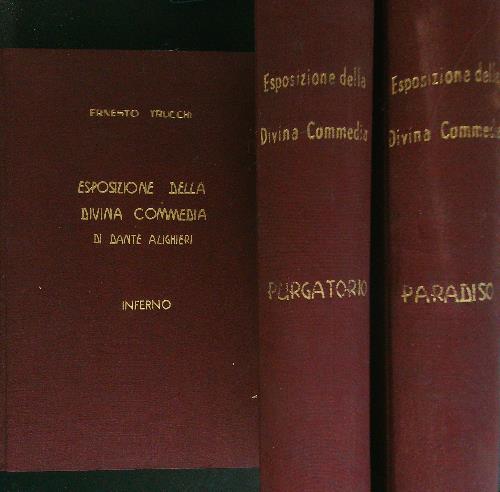 ERNESTO TRUCCHI
ESPOSIZIONE DELLA
DIVINA COMMEDIA
DI DANTE ALIGHIERI
INFERNO
Esposizione della
Divina Commedia
PURGATORIO
Esposizione della
Divina Commedia
PARADISO